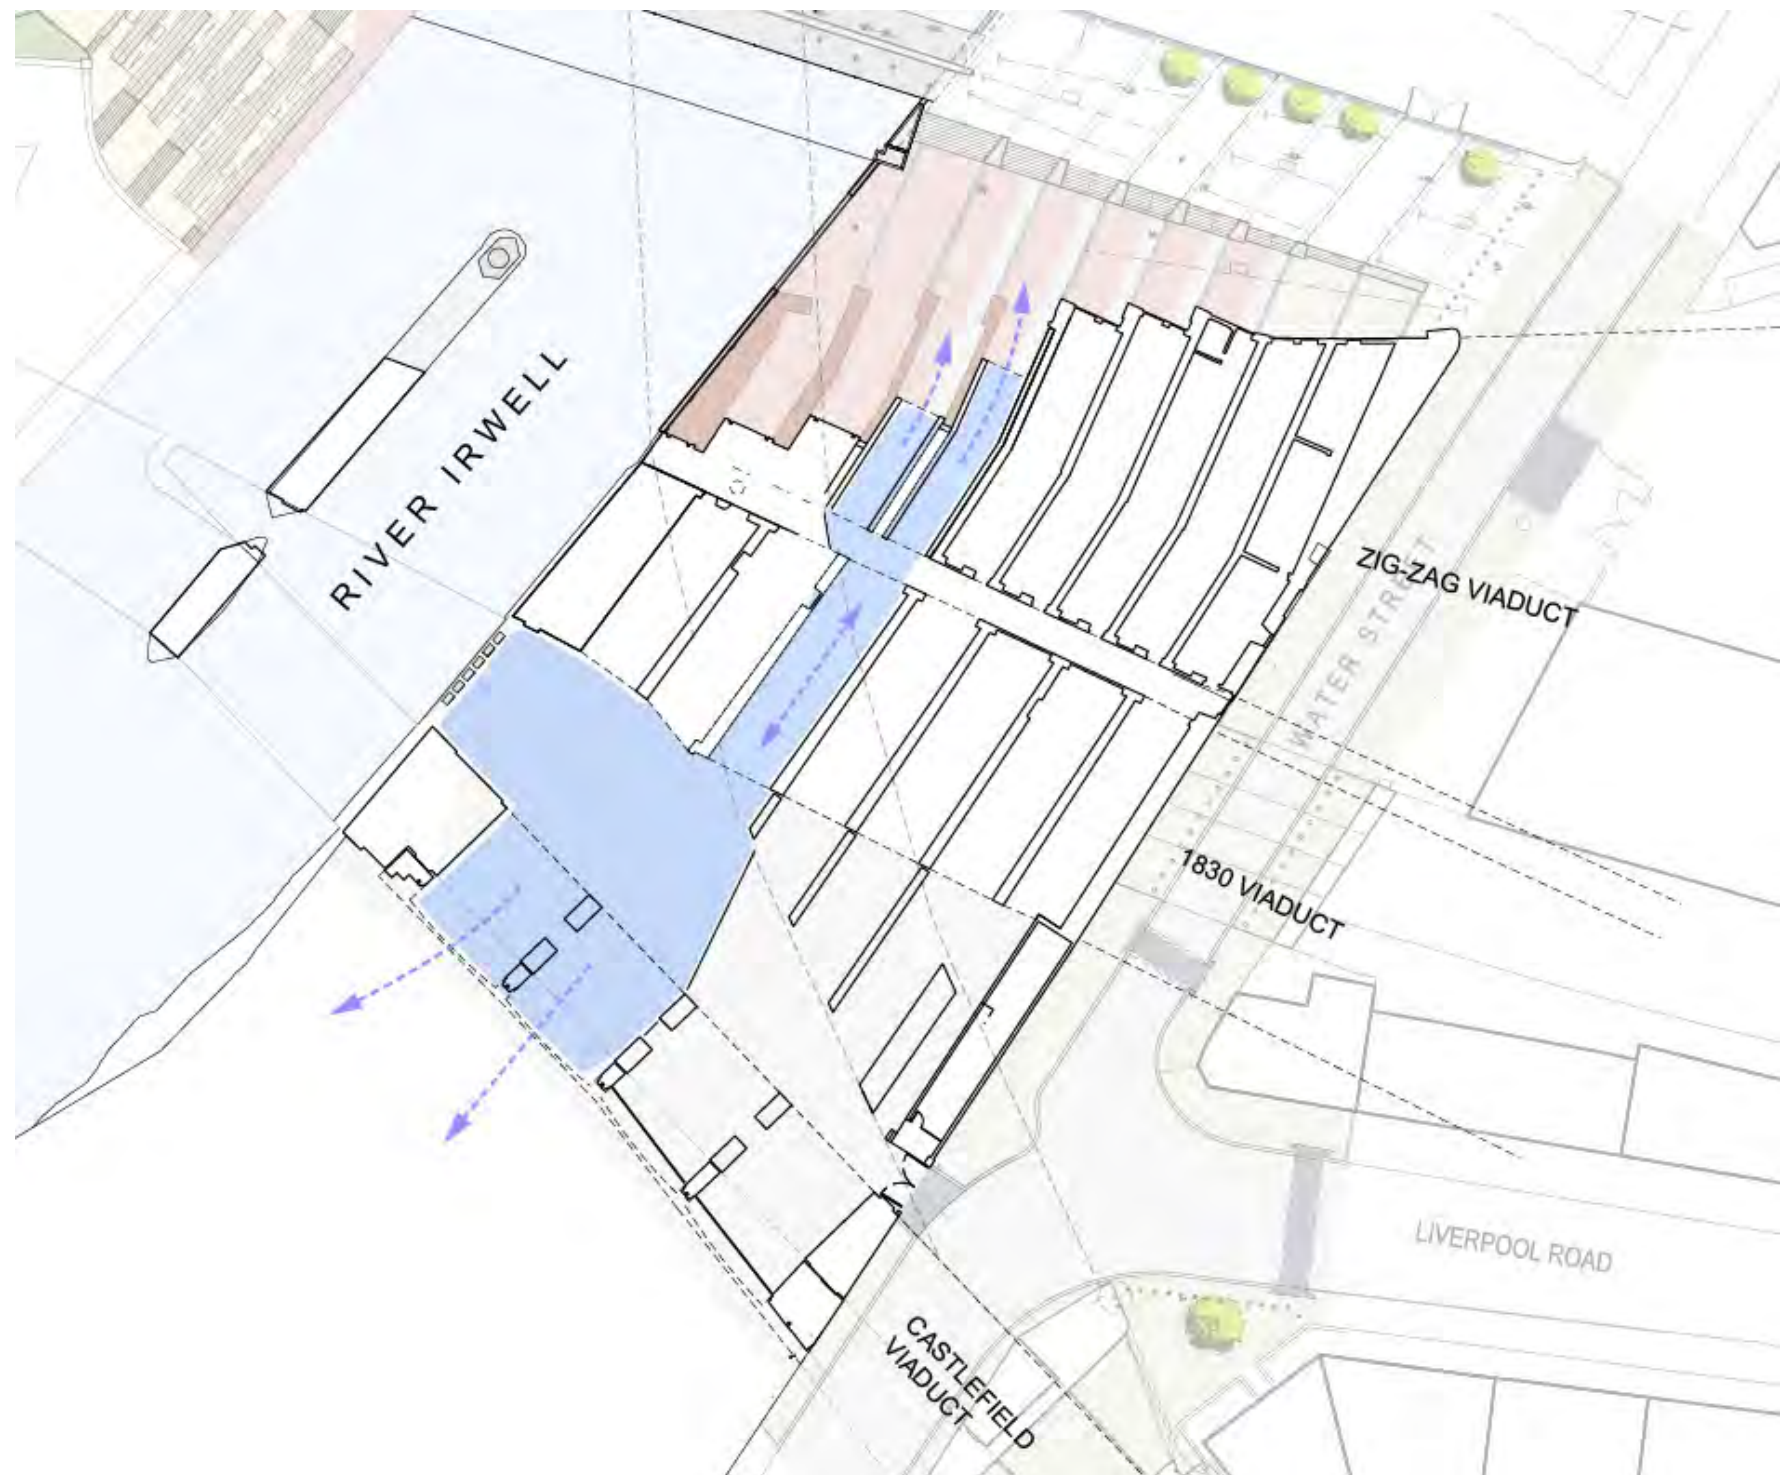 RIVER IRWELL
ZIG-ZAG VIADUCT
WATER STREET
1830 VIADUCT
LIVERPOOL ROAD
CASTLEFIELD
VIADUCT